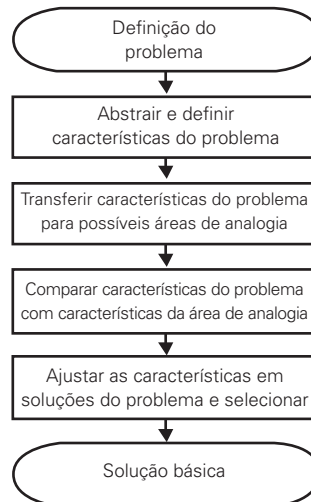 Definição do
problema
Abstrair e definir
características do problema
Transferir características do problema
para possíveis áreas de analogia
Comparar características do problema
com características da área de analogia
Ajustar as características em
soluções do problema e selecionar
Solução básica